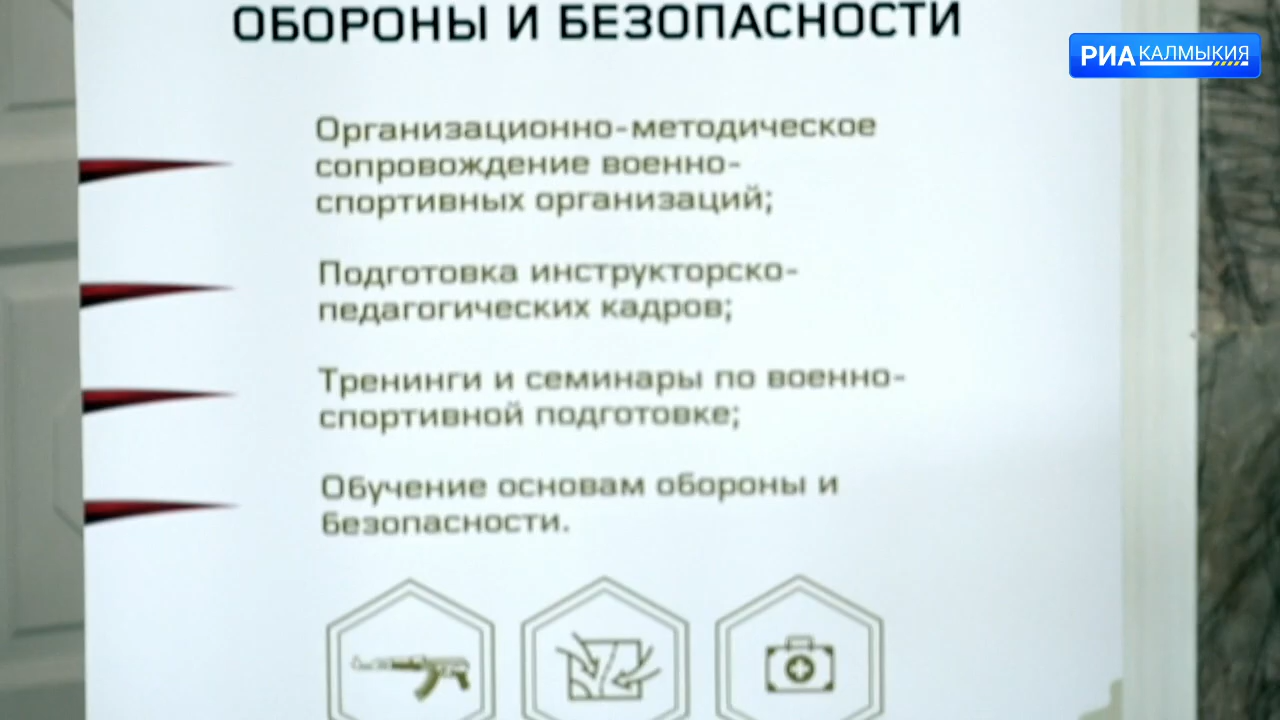 ОБОРОНЫ И БЕЗОПАСНОСТИ
РИА КАЛМЫКИЯ
Организационно-методическое
сопровождение военно-
спортивных организаций;
Подготовка инструкторско-
педагогических кадров;
Тренинги и семинары по военно-
спортивной подготовке;
Обучение основам обороны и
безопасности.